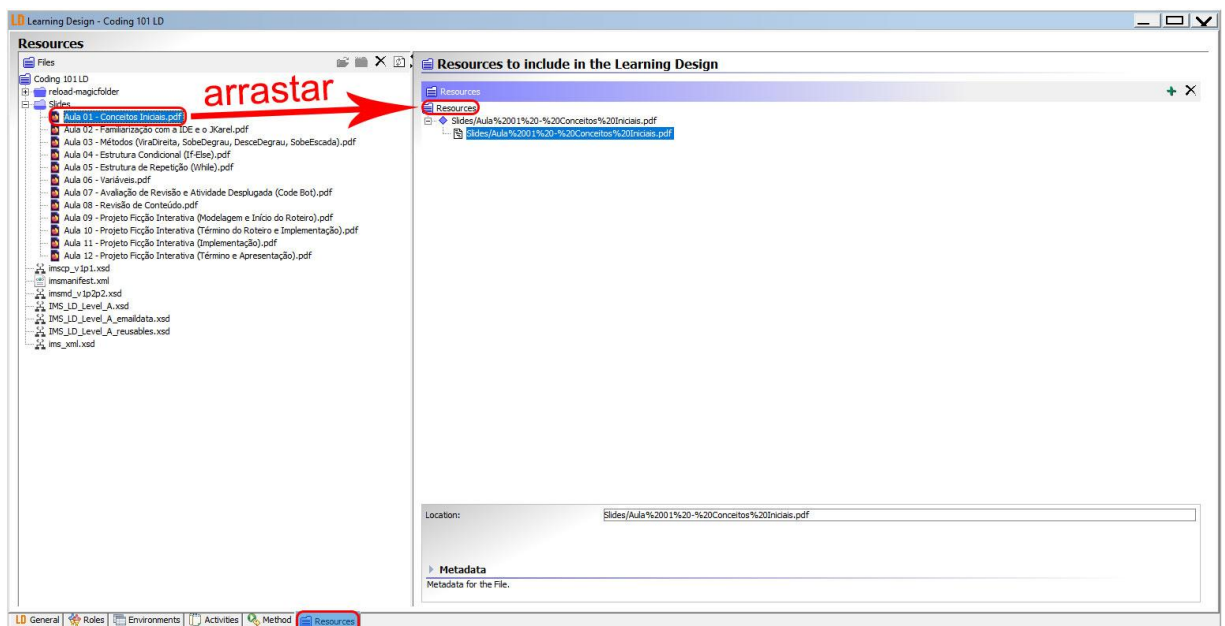 LD Learning Design - Coding 101 LD
Resources
Files
Coding 101 LD
reload-magicfolder
Slides
Aula 01 - Conceitos Iniciais.pdf
Aula 02 - Familiarização com a IDE e o JKarel.pdf
Aula 03 - Métodos (ViraDireita, SobeDegrau, DesceDegrau, SobeEscada).pdf
Aula 04 - Estrutura Condicional (If-Else).pdf
Aula 05 - Estrutura de Repetição (While).pdf
Aula 06 - Variáveis.pdf
Aula 07 - Avaliação de Revisão e Atividade Desplugada (Code Bot).pdf
Aula 08 - Revisão de Conteúdo.pdf
Aula 09 - Projeto Ficção Interativa (Modelagem e Início do Roteiro).pdf
Aula 10 - Projeto Ficção Interativa (Término do Roteiro e Implementação).pdf
Aula 11 - Projeto Ficção Interativa (Implementação).pdf
Aula 12 - Projeto Ficção Interativa (Término e Apresentação).pdf
imscp_v1p1.xsd
imsmanifest.xml
imsmd_v1p2p2.xsd
IMS_LD_Level_A.xsd
IMS_LD_Level_A_emaildata.xsd
IMS_LD_Level_A_reusables.xsd
ims_xml.xsd
arrastar
Resources to include in the Learning Design
Resources
Resources
Slides/Aula%2001%20-%20Conceitos%20Iniciais.pdf
Slides/Aula%2001%20-%20Conceitos%20Iniciais.pdf
Location: Slides/Aula%2001%20-%20Conceitos%20Iniciais.pdf
Metadata
Metadata for the File.
LD General Roles Environments Activities Method Resources